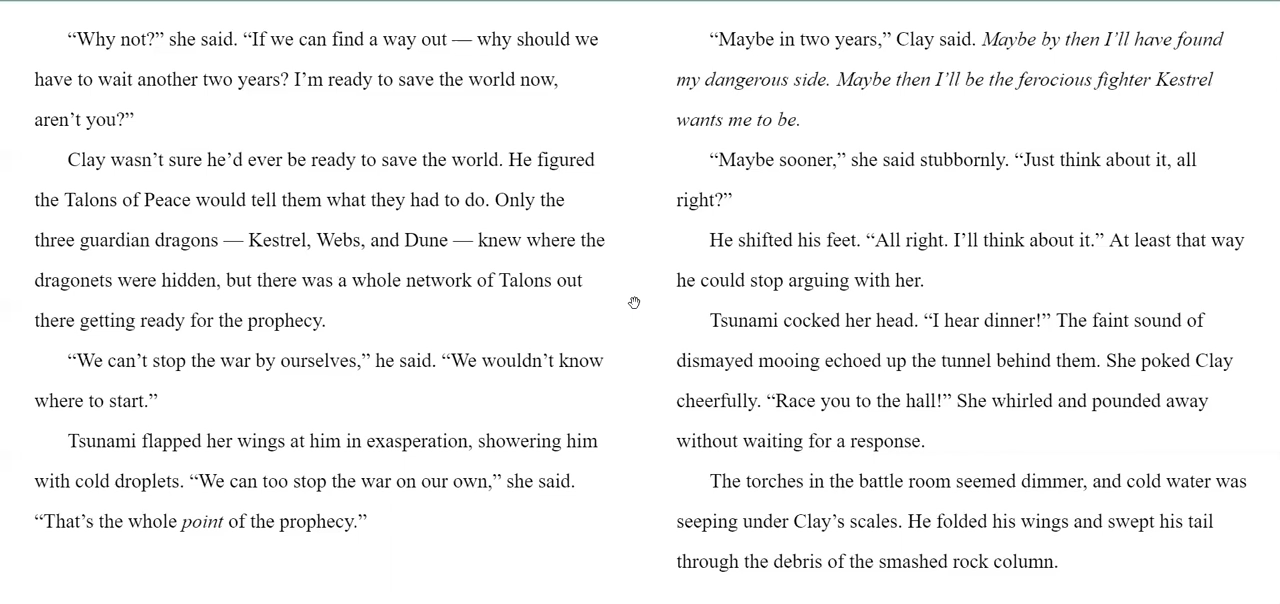 “Why not?” she said. “If we can find a way out — why should we
have to wait another two years? I’m ready to save the world now,
aren’t you?”
Clay wasn’t sure he’d ever be ready to save the world. He figured
the Talons of Peace would tell them what they had to do. Only the
three guardian dragons — Kestrel, Webs, and Dune — knew where the
dragonets were hidden, but there was a whole network of Talons out
there getting ready for the prophecy.
“We can’t stop the war by ourselves,” he said. “We wouldn’t know
where to start.”
Tsunami flapped her wings at him in exasperation, showering him
with cold droplets. “We can too stop the war on our own,” she said.
“That’s the whole point of the prophecy.”
“Maybe in two years,” Clay said. Maybe by then I’ll have found
my dangerous side. Maybe then I’ll be the ferocious fighter Kestrel
wants me to be.
“Maybe sooner,” she said stubbornly. “Just think about it, all
right?”
He shifted his feet. “All right. I’ll think about it.” At least that way
he could stop arguing with her.
Tsunami cocked her head. “I hear dinner!” The faint sound of
dismayed mooing echoed up the tunnel behind them. She poked Clay
cheerfully. “Race you to the hall!” She whirled and pounded away
without waiting for a response.
The torches in the battle room seemed dimmer, and cold water was
seeping under Clay’s scales. He folded his wings and swept his tail
through the debris of the smashed rock column.